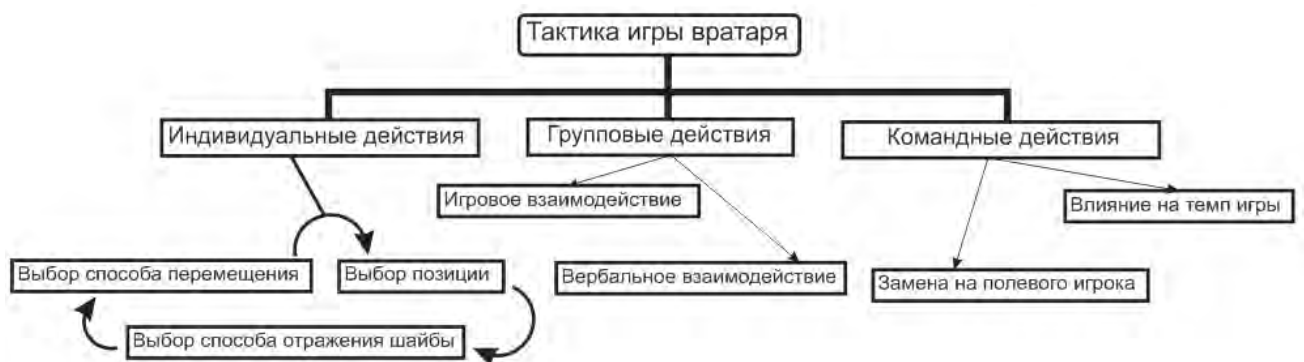 Тактика игры вратаря
Индивидуальные действия
Групповые действия
Командные действия
Игровое взаимодействие
Влияние на темп игры
Выбор способа перемещения
Выбор позиции
Вербальное взаимодействие
Замена на полевого игрока
Выбор способа отражения шайбы